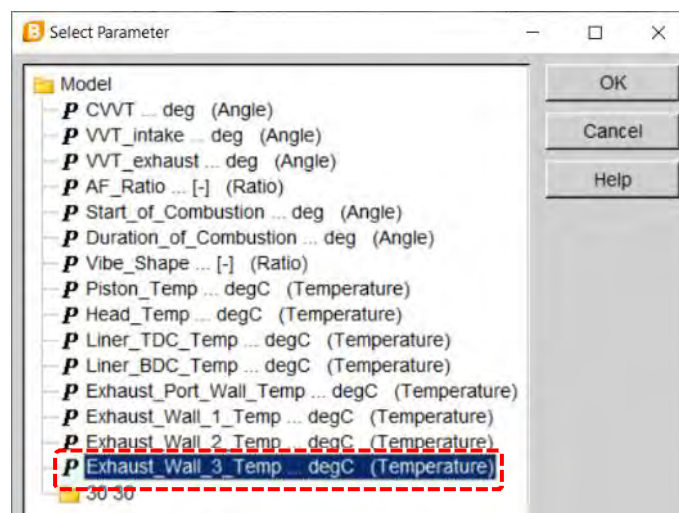 Select Parameter
Model
P CVVT ... deg (Angle)
P VVT_intake ... deg (Angle)
P VVT_exhaust ... deg (Angle)
P AF_Ratio ... [-] (Ratio)
P Start_of_Combustion ... deg (Angle)
P Duration_of_Combustion ... deg (Angle)
P Vibe_Shape ... [-] (Ratio)
P Piston_Temp ... degC (Temperature)
P Head_Temp ... degC (Temperature)
P Liner_TDC_Temp ... degC (Temperature)
P Liner_BDC_Temp ... degC (Temperature)
P Exhaust_Port_Wall_Temp ... degC (Temperature)
P Exhaust_Wall_1_Temp ... degC (Temperature)
P Exhaust_Wall_2_Temp ... degC (Temperature)
P Exhaust_Wall_3_Temp ... degC (Temperature)
30 30
OK
Cancel
Help